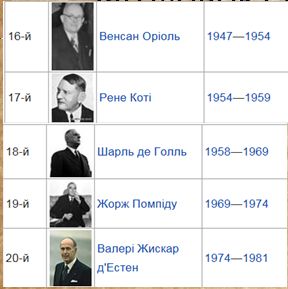 16-й Венсан Оріоль 1947—1954
17-й Рене Коті 1954—1959
18-й Шарль де Голль 1958—1969
19-й Жорж Помпіду 1969—1974
20-й Валері Жискар 1974—1981
д'Естен